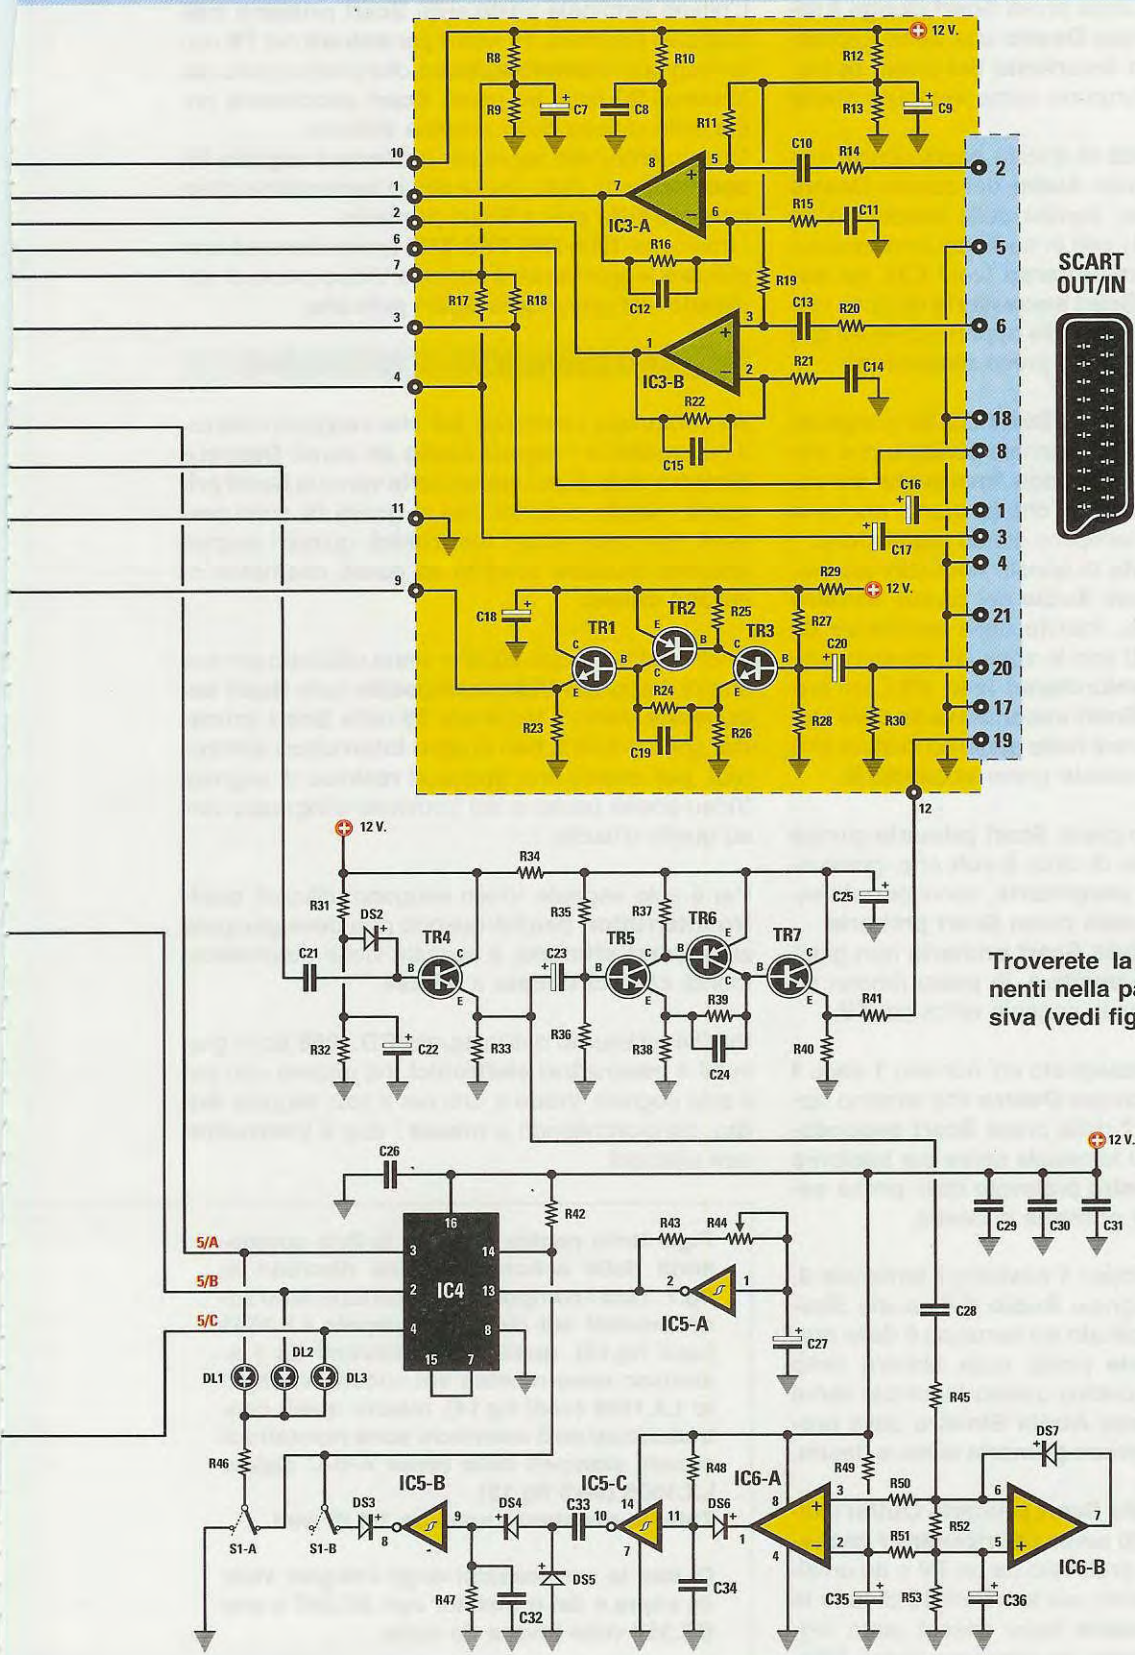 12 V.
R8
R10
R12
R9
C7
C8
R11
R13
C9
10
8
5
C10
R14
2
1
7
+
2
IC3-A
−
6
R15
C11
6
R16
5
SCART
OUT/IN
7
R17
R18
C12
R19
C13
R20
3
3
6
1
+
−
R21
C14
4
IC3-B
2
R22
18
C15
8
C16
1
11
C17
3
4
9
R29
12 V.
C18
TR2
R25
R27
21
TR1
TR3
C20
E
C
B
20
R24
R23
C19
R26
R28
R30
17
19
12
12 V.
R34
R31
DS2
R35
R37
C25
TR6
C21
TR4
C23
TR5
TR7
B
C
E
Troverete la
nenti nella pa
siva (vedi fig
R39
R41
R32
C22
R33
R36
R38
C24
R40
12 V.
C26
16
R42
C29
C30
C31
5/A
3
14
R43
R44
5/B
2
IC4
13
2
1
5/C
4
8
IC5-A
C28
C27
DL1
DL2
DL3
15
7
R45
DS7
R46
IC5-B
IC5-C
R48
IC6-A
R49
DS3
DS4
C33
14
DS6
8
3
R50
6
9
10
11
+
−
R52
7
S1-A
S1-B
8
7
1
4
2
R51
5
IC6-B
R47
C32
DS5
C34
C35
R53
C36